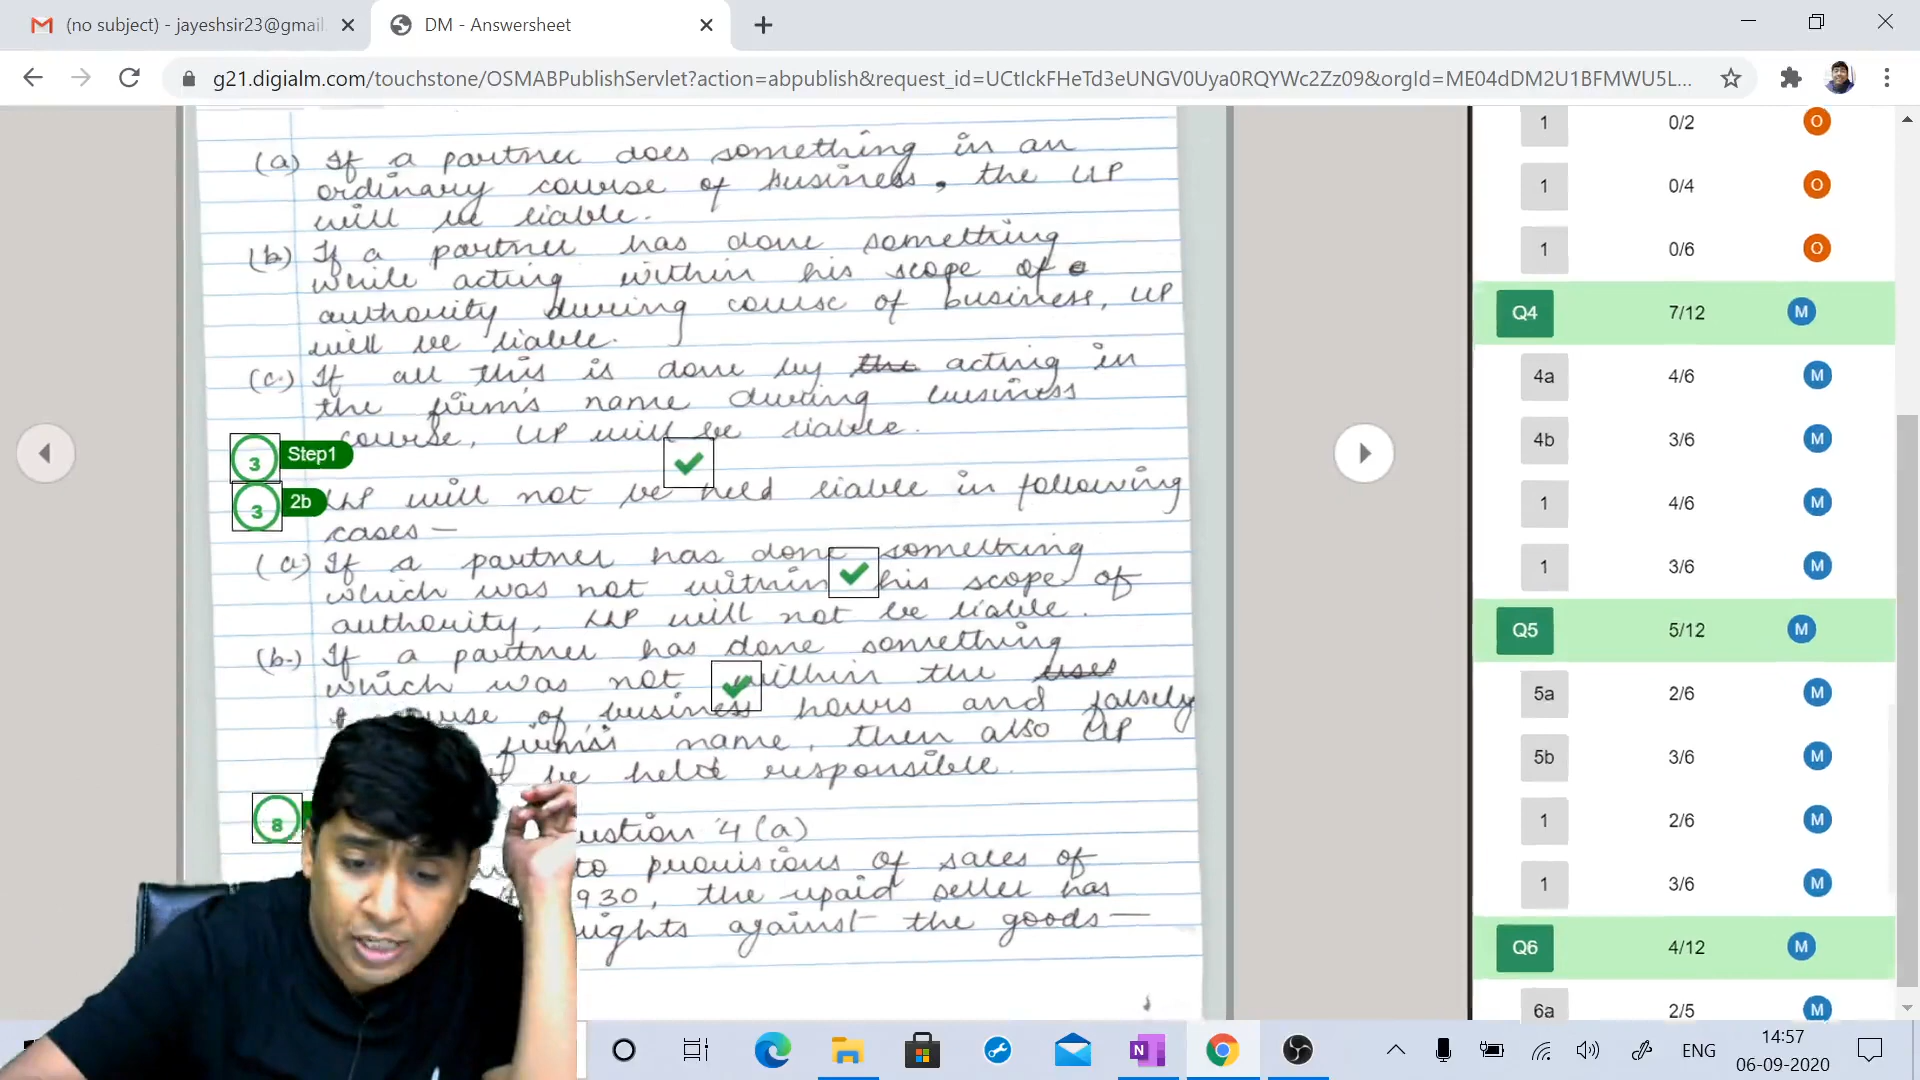 (no subject) - jayeshsir23@gmail.
DM - Answersheet
g21.digialm.com/touchstone/OSMABPublishServlet?action=abpublish&request_id=UCtIckFHeTd3eUNGV0Uya0RQYWc2Zz09&orgId=ME04dDM2U1BFMWU5L...
(a) If a partner does something in an
ordinary course of business, the LLP
will be liable.
(b) If a partner has done something
while acting within his scope of
authority during course of business, LLP
will be liable.
(c.) If all this is done by the acting in
the firm's name during business
course, LLP will be liable.
3 Step1
3 2b
LLP will not be held liable in following
cases —
(a) If a partner has done something
which was not within his scope of
authority, LLP will not be liable.
(b.) If a partner has done something
which was not within the
course of business hours and falsely
firm's name, then also LLP
be held responsible.
8
4 (a)
to provisions of sales of
930, the upaid seller has
rights against the goods —
1 0/2 O
1 0/4 O
1 0/6 O
Q4 7/12 M
4a 4/6 M
4b 3/6 M
1 4/6 M
1 3/6 M
Q5 5/12 M
5a 2/6 M
5b 3/6 M
1 2/6 M
1 3/6 M
Q6 4/12 M
6a 2/5 M
N
ENG
14:57
06-09-2020